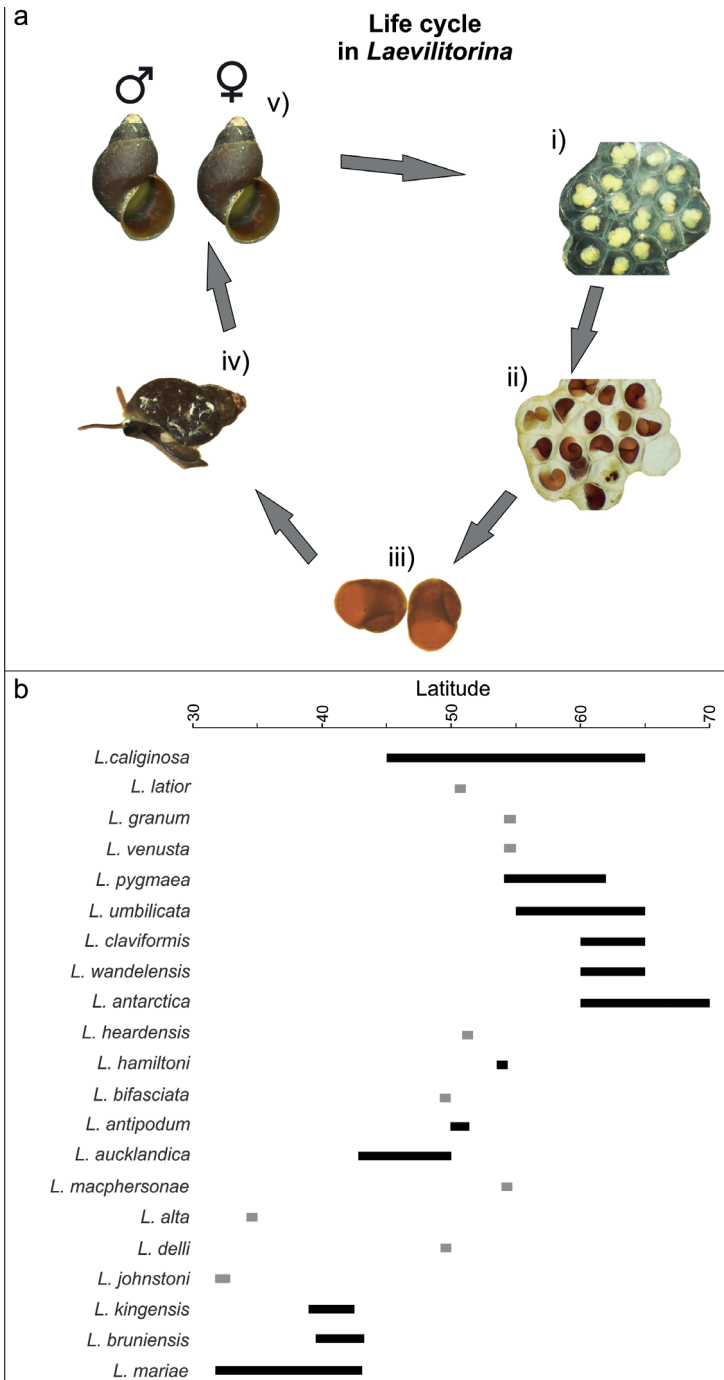 a
Life cycle
in Laevilitorina
♂ ♀ v)
i)
ii)
iii)
iv)
b
Latitude
-30 -40 -50 -60 -70
L.caliginosa
L. latior
L. granum
L. venusta
L. pygmaea
L. umbilicata
L. claviformis
L. wandelensis
L. antarctica
L. heardensis
L. hamiltoni
L. bifasciata
L. antipodum
L. aucklandica
L. macphersonae
L. alta
L. delli
L. johnstoni
L. kingensis
L. bruniensis
L. mariae